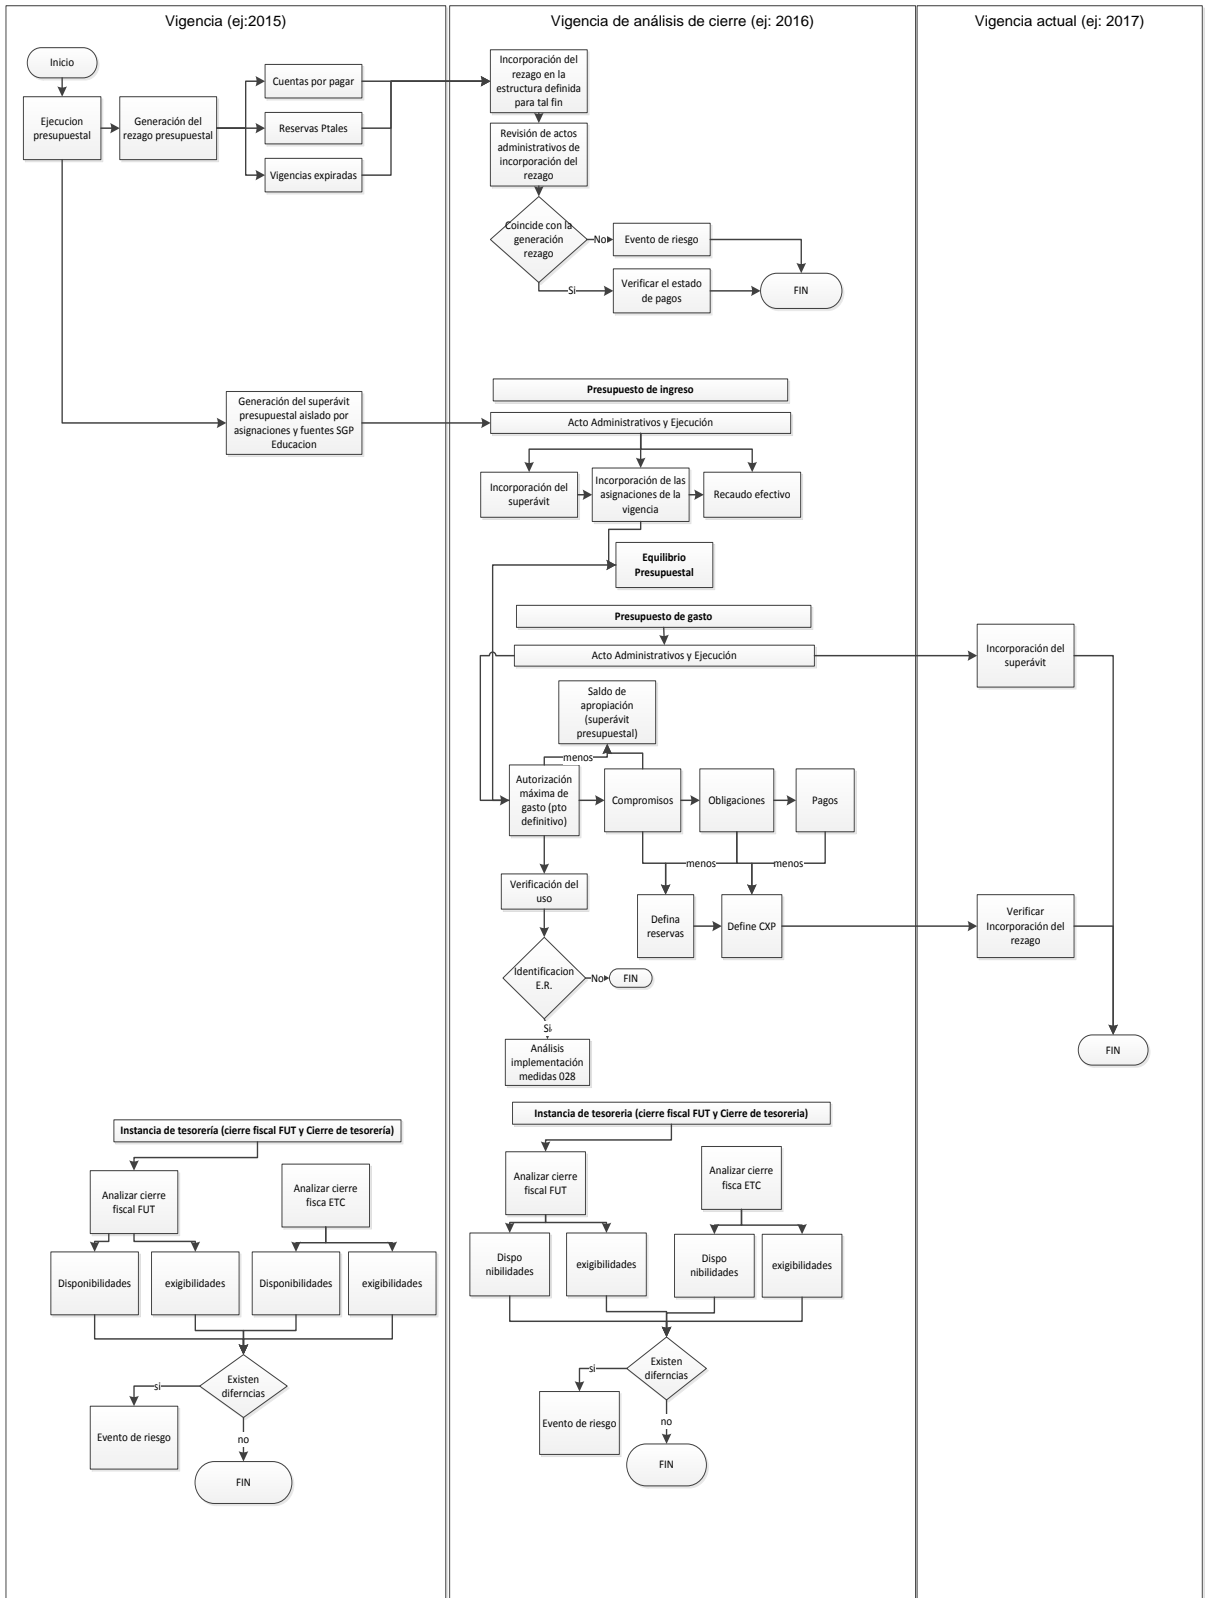 Vigencia (ej:2015)
Vigencia de análisis de cierre (ej: 2016)
Vigencia actual (ej: 2017)
Inicio
Ejecucion
presupuestal
Generación del
rezago presupuestal
Cuentas por pagar
Reservas Ptales
Vigencias expiradas
Incorporación del
rezago en la
estructura definida
para tal fin
Revisión de actos
administrativos de
incorporación del
rezago
Coincide con la
generación
rezago
No
Evento de riesgo
Si
Verificar el estado
de pagos
FIN
Generación del superávit
presupuestal aislado por
asignaciones y fuentes SGP
Educacion
Presupuesto de ingreso
Acto Administrativos y Ejecución
Incorporación del
superávit
Incorporación de las
asignaciones de la
vigencia
Recaudo efectivo
Equilibrio
Presupuestal
Presupuesto de gasto
Acto Administrativos y Ejecución
Incorporación del
superávit
Saldo de
apropiación
(superávit
presupuestal)
menos
Autorización
máxima de
gasto (pto
definitivo)
Compromisos
Obligaciones
Pagos
menos
menos
Verificación del
uso
Defina
reservas
Define CXP
Verificar
Incorporación del
rezago
Identificacion
E.R.
No
FIN
Si
Análisis
implementación
medidas 028
FIN
Instancia de tesorería (cierre fiscal FUT y Cierre de tesorería)
Analizar cierre
fiscal FUT
Analizar cierre
fisca ETC
Disponibilidades
exigibilidades
Disponibilidades
exigibilidades
Existen
diferncias
si
Evento de riesgo
no
FIN
Instancia de tesoreria (cierre fiscal FUT y Cierre de tesoreria)
Analizar cierre
fiscal FUT
Analizar cierre
fisca ETC
Dispo
nibilidades
exigibilidades
Dispo
nibilidades
exigibilidades
Existen
diferncias
si
Evento de riesgo
no
FIN